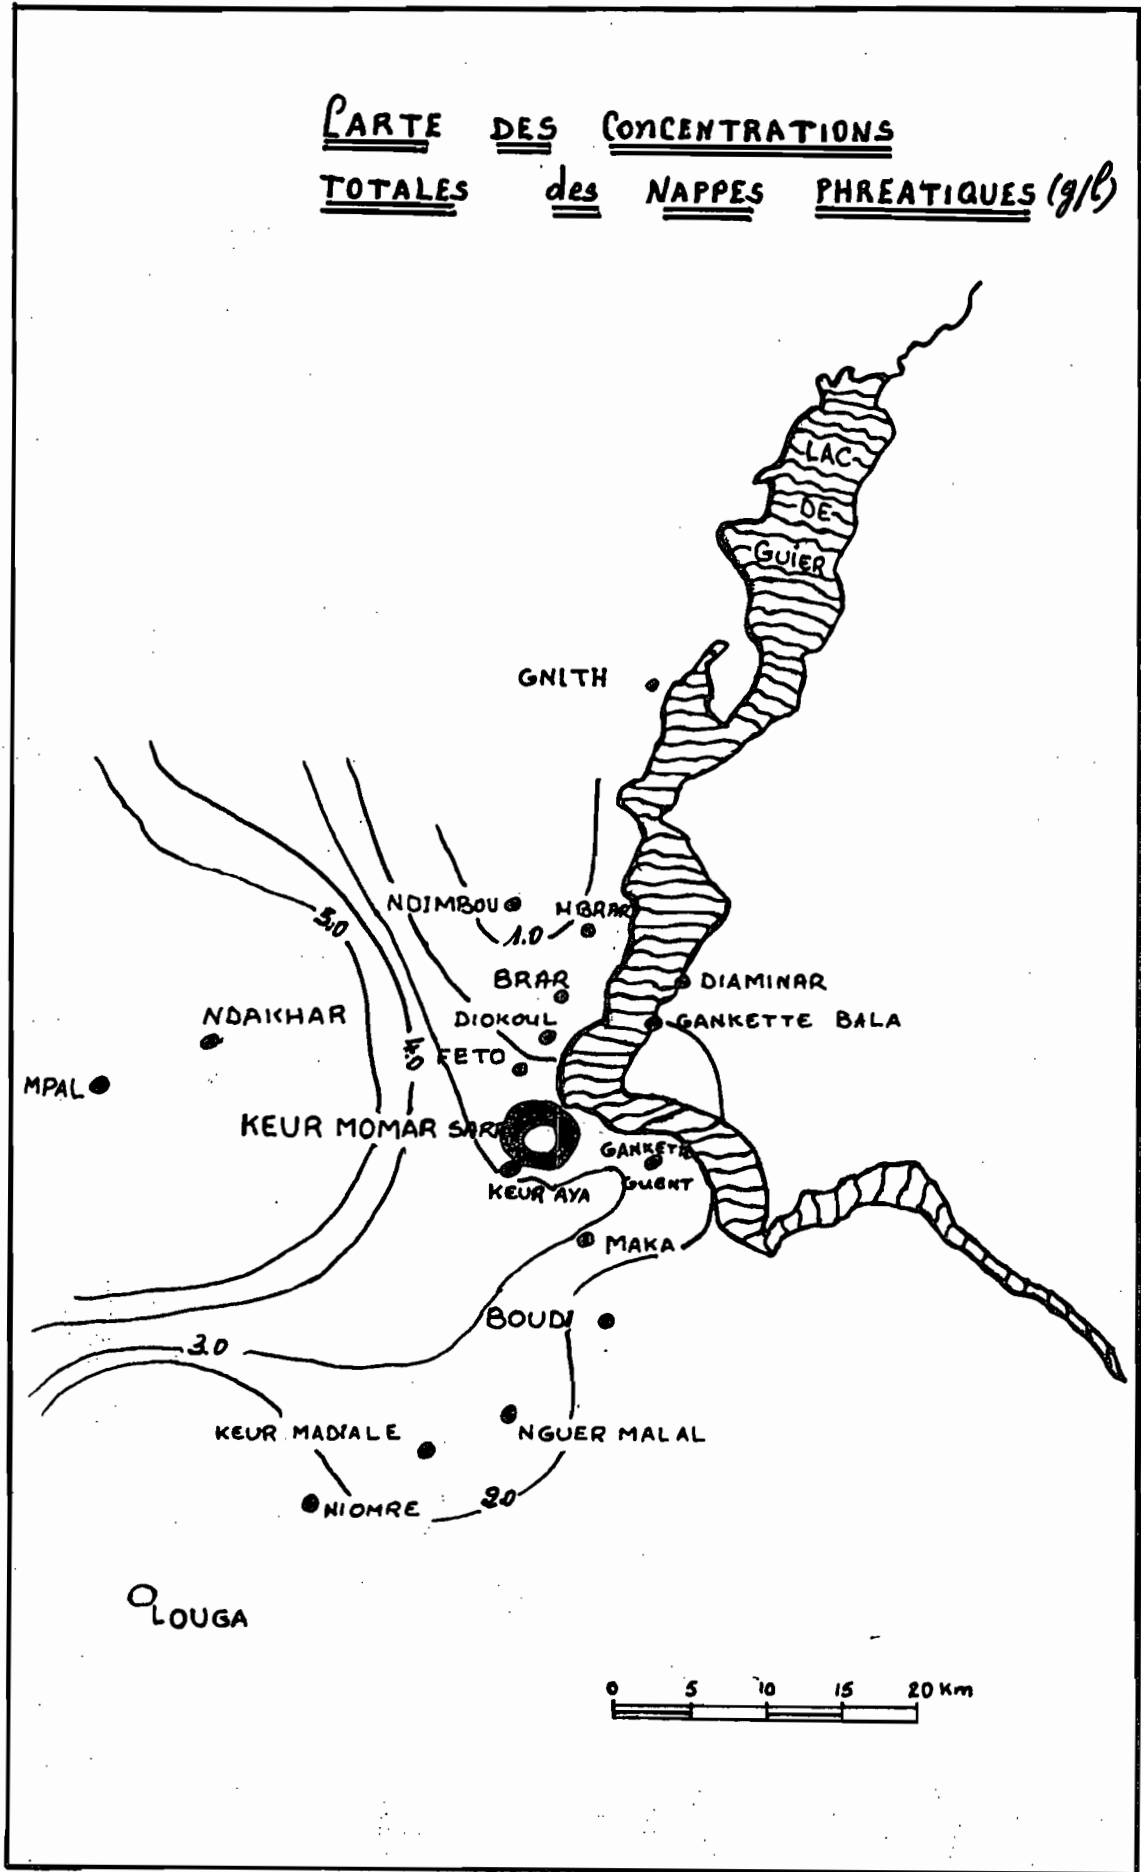 CARTE DES CONCENTRATIONS
TOTALES des NAPPES PHREATIQUES (g/l)
LAC
DE
GUIER
GNITH
NDIMBOU
MBRAR
5.0
1.0
BRAR
DIAMINAR
NDAKHAR
DIOKOUL
GANKETTE BALA
4.0
FETO
MPAL
KEUR MOMAR SARR
GANKETT
GUENT
KEUR AYA
MAKA
BOUDI
3.0
KEUR MADIALE
NGUER MALAL
NIOMRE
2.0
LOUGA
0 5 10 15 20 Km